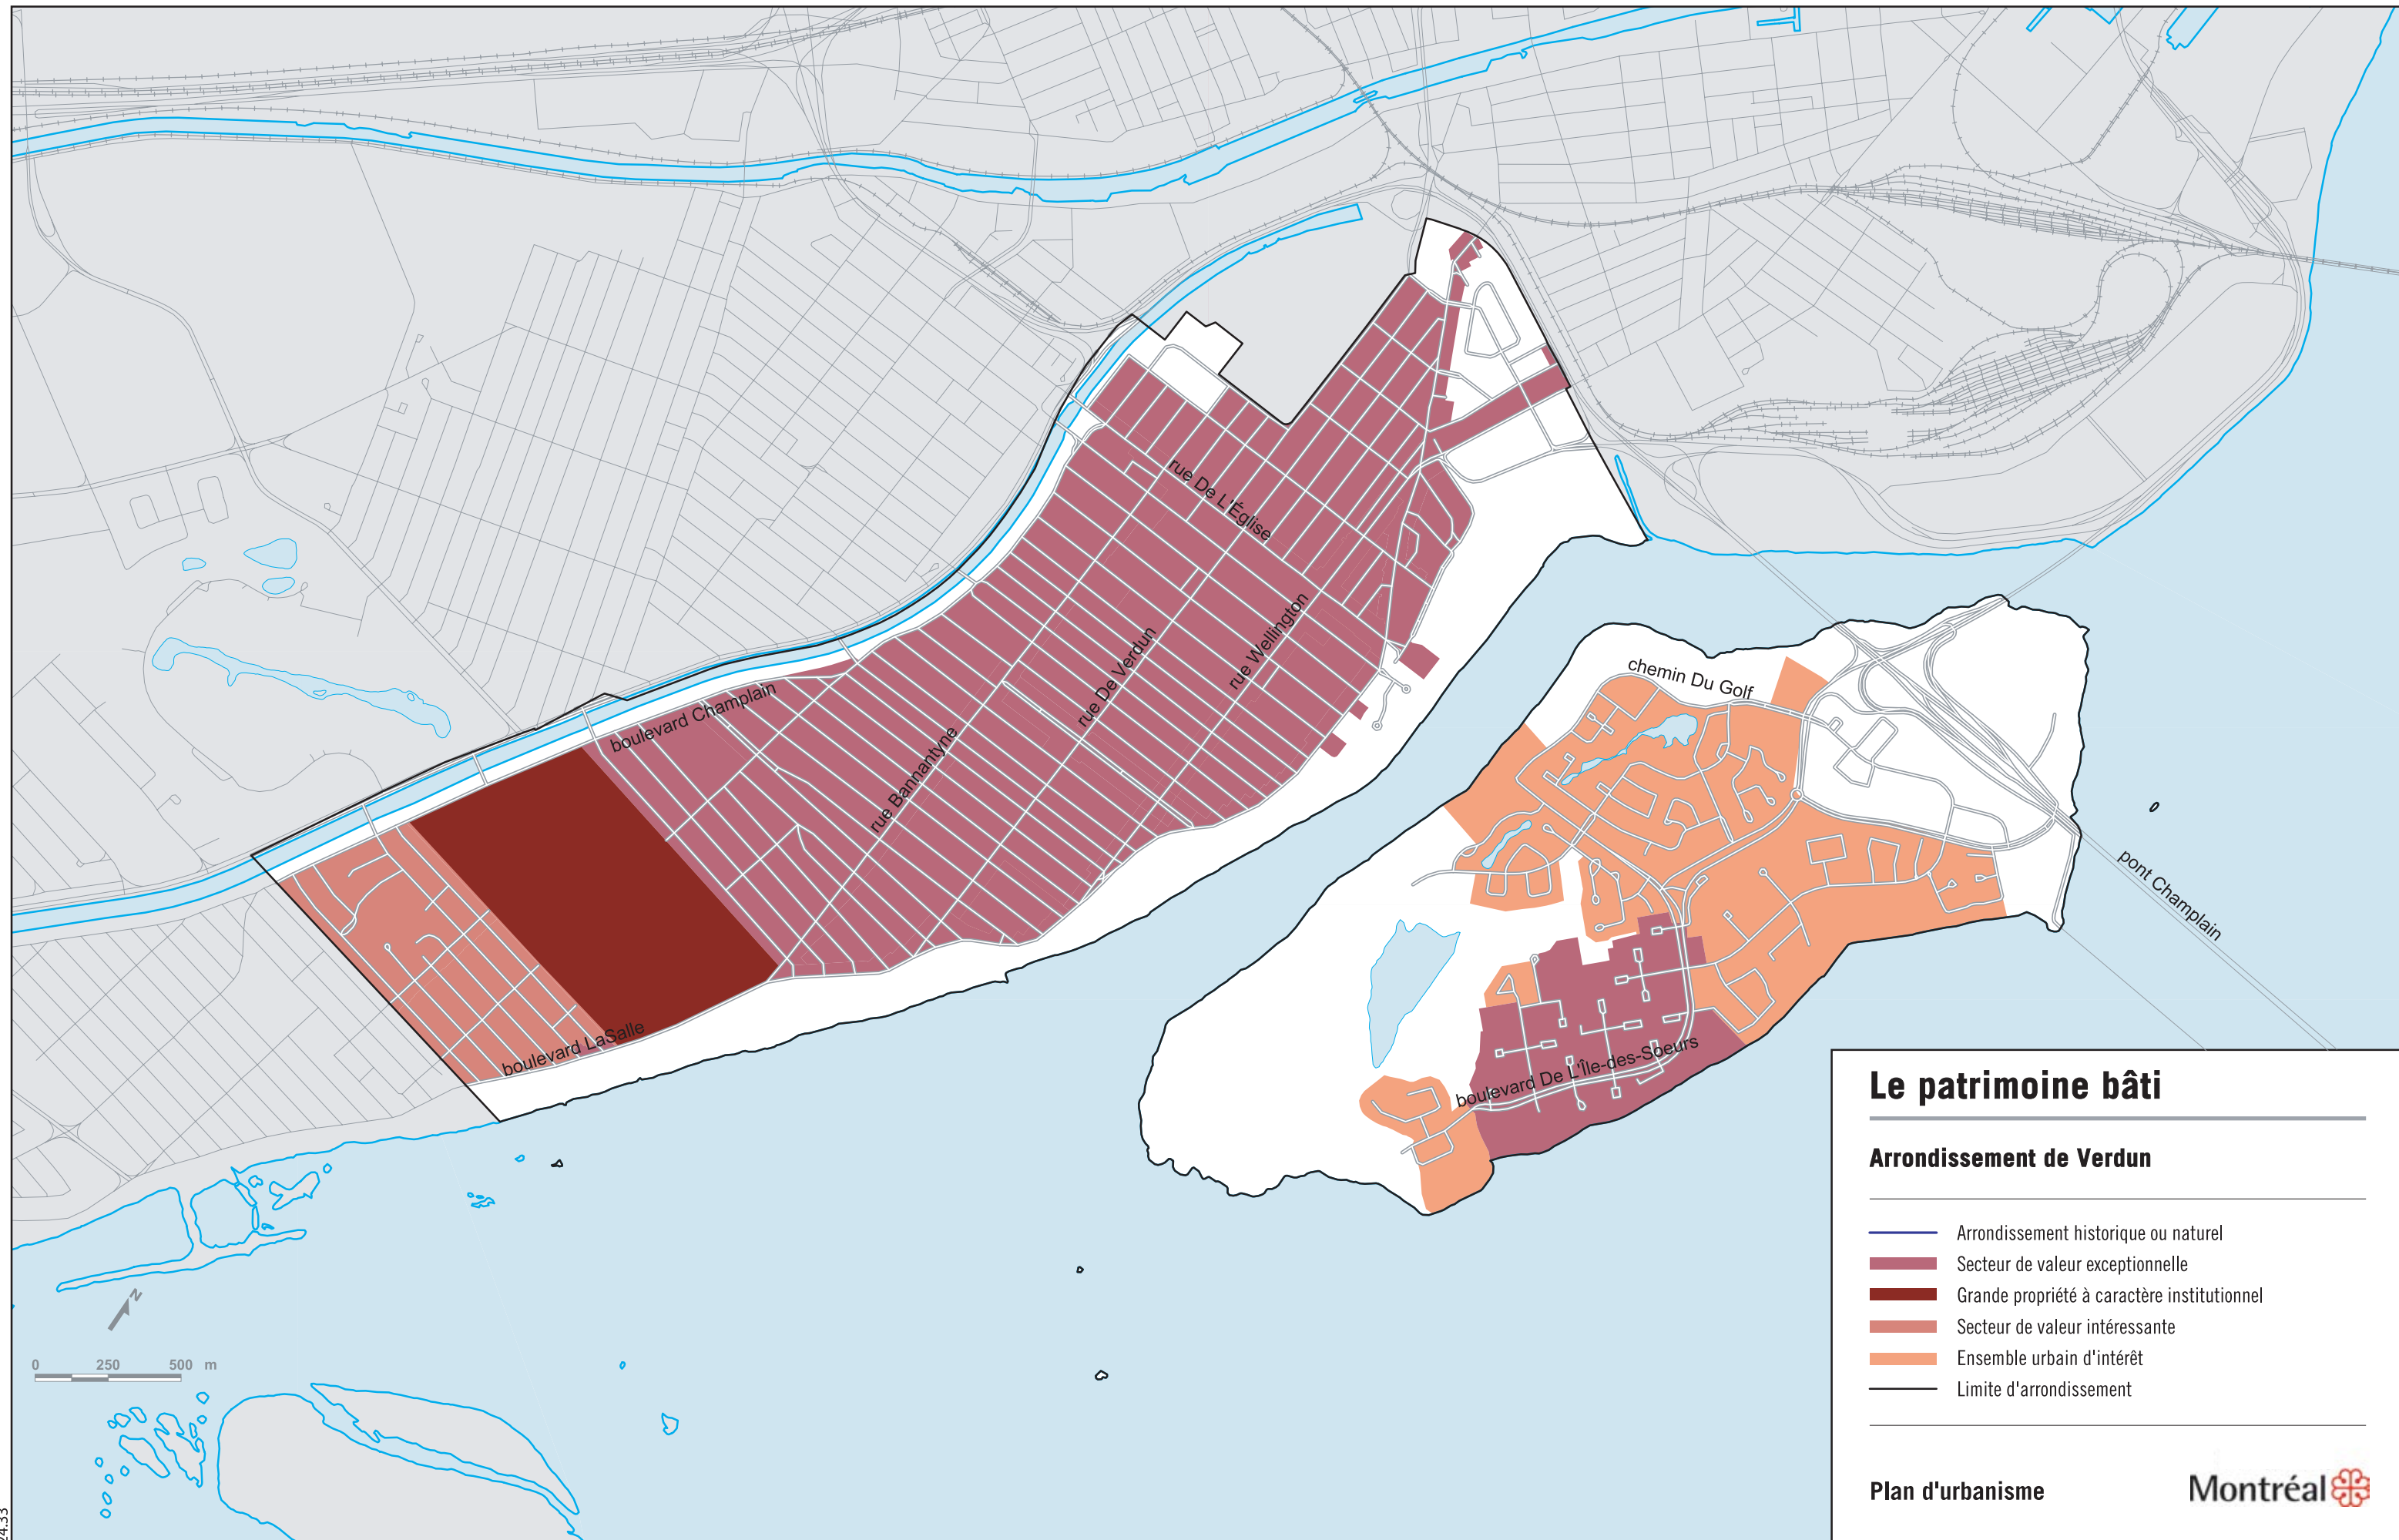 rue De L'Église
rue Wellington
rue De Verdun
chemin Du Golf
boulevard Champlain
rue Bannantyne
pont Champlain
boulevard LaSalle
boulevard De L'Île-des-Soeurs
N
0 250 500 m
Le patrimoine bâti
Arrondissement de Verdun
Arrondissement historique ou naturel
Secteur de valeur exceptionnelle
Grande propriété à caractère institutionnel
Secteur de valeur intéressante
Ensemble urbain d'intérêt
Limite d'arrondissement
Plan d'urbanisme
Montréal